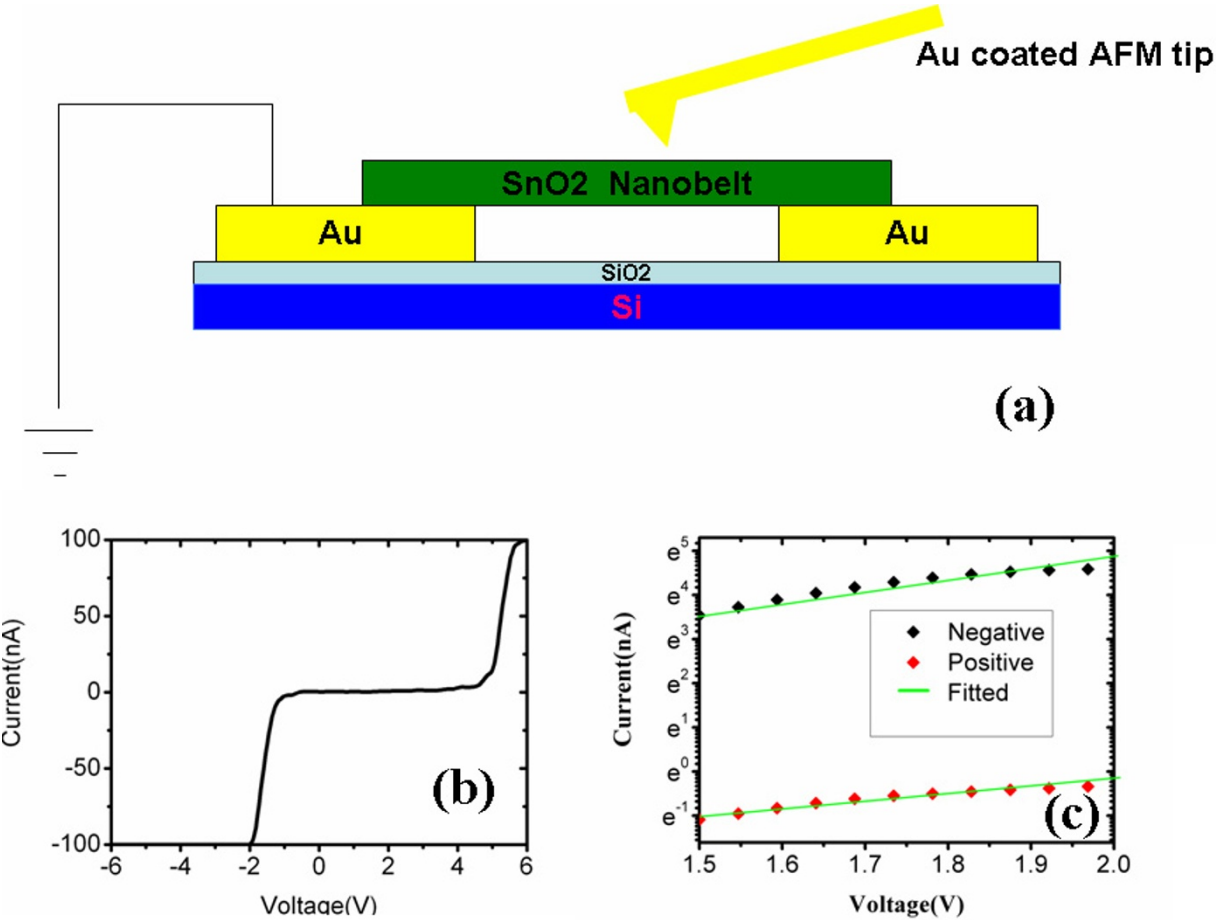 Au coated AFM tip
SnO2 Nanobelt
Au Au
SiO2
Si
(a)
100
50
0
-50
-100
-6 -4 -2 0 2 4 6
Current(nA)
Voltage(V)
(b)
e5
e4
e3
e2
e1
e0
e-1
1.5 1.6 1.7 1.8 1.9 2.0
Current(nA)
Voltage(V)
Negative
Positive
Fitted
(c)